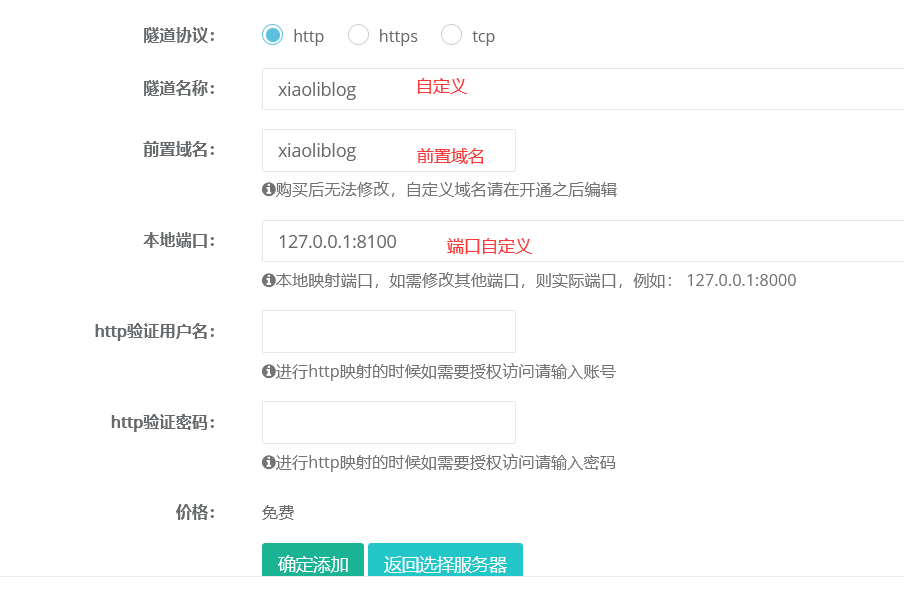 隧道协议： http https tcp
隧道名称： xiaoliblog 自定义
前置域名： xiaoliblog 前置域名
购买后无法修改，自定义域名请在开通之后编辑
本地端口： 127.0.0.1:8100 端口自定义
本地映射端口，如需修改其他端口，则实际端口，例如： 127.0.0.1:8000
http验证用户名：
进行http映射的时候如需要授权访问请输入账号
http验证密码：
进行http映射的时候如需要授权访问请输入密码
价格： 免费
确定添加 返回选择服务器